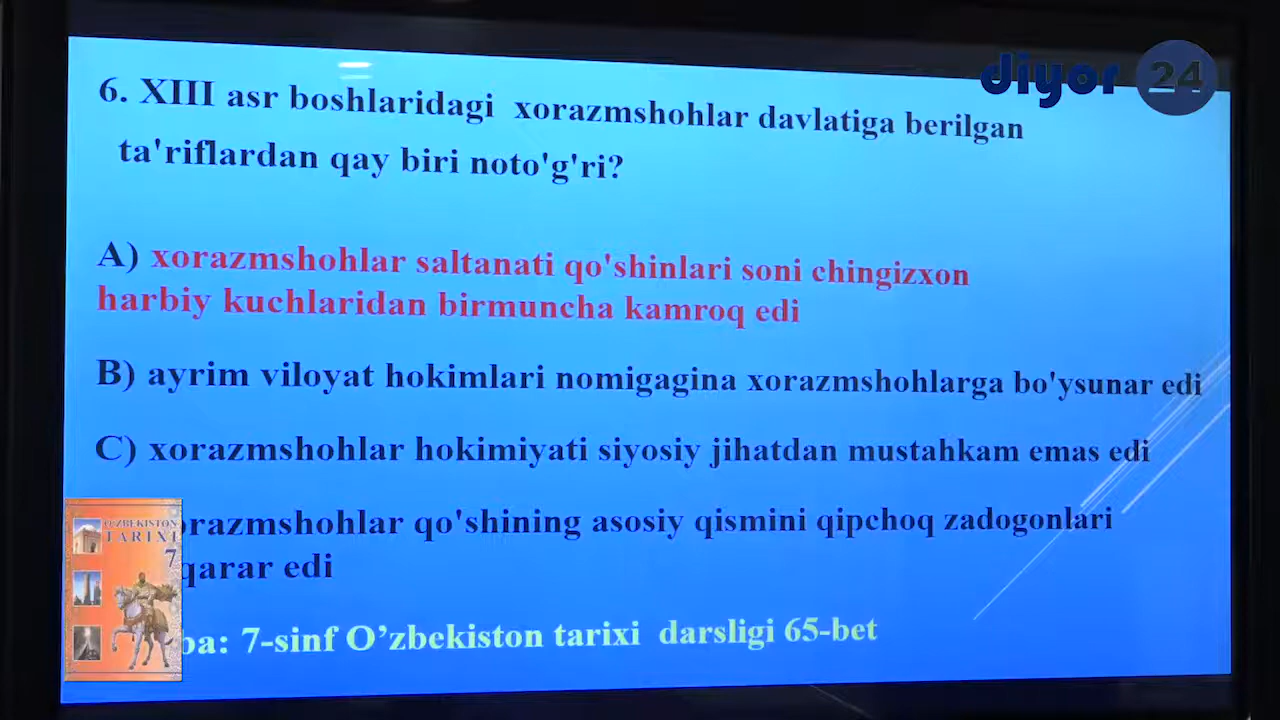 diyor 24
6. XIII asr boshlaridagi xorazmshohlar davlatiga berilgan
ta'riflardan qay biri noto'g'ri?
A) xorazmshohlar saltanati qo'shinlari soni chingizxon
harbiy kuchlaridan birmuncha kamroq edi
B) ayrim viloyat hokimlari nomigagina xorazmshohlarga bo'ysunar edi
C) xorazmshohlar hokimiyati siyosiy jihatdan mustahkam emas edi
qo'shining asosiy qismini qipchoq zadogonlari
edi
O'ZBEKISTON
TARIXI
7
7-sinf O’zbekiston tarixi darsligi 65-bet